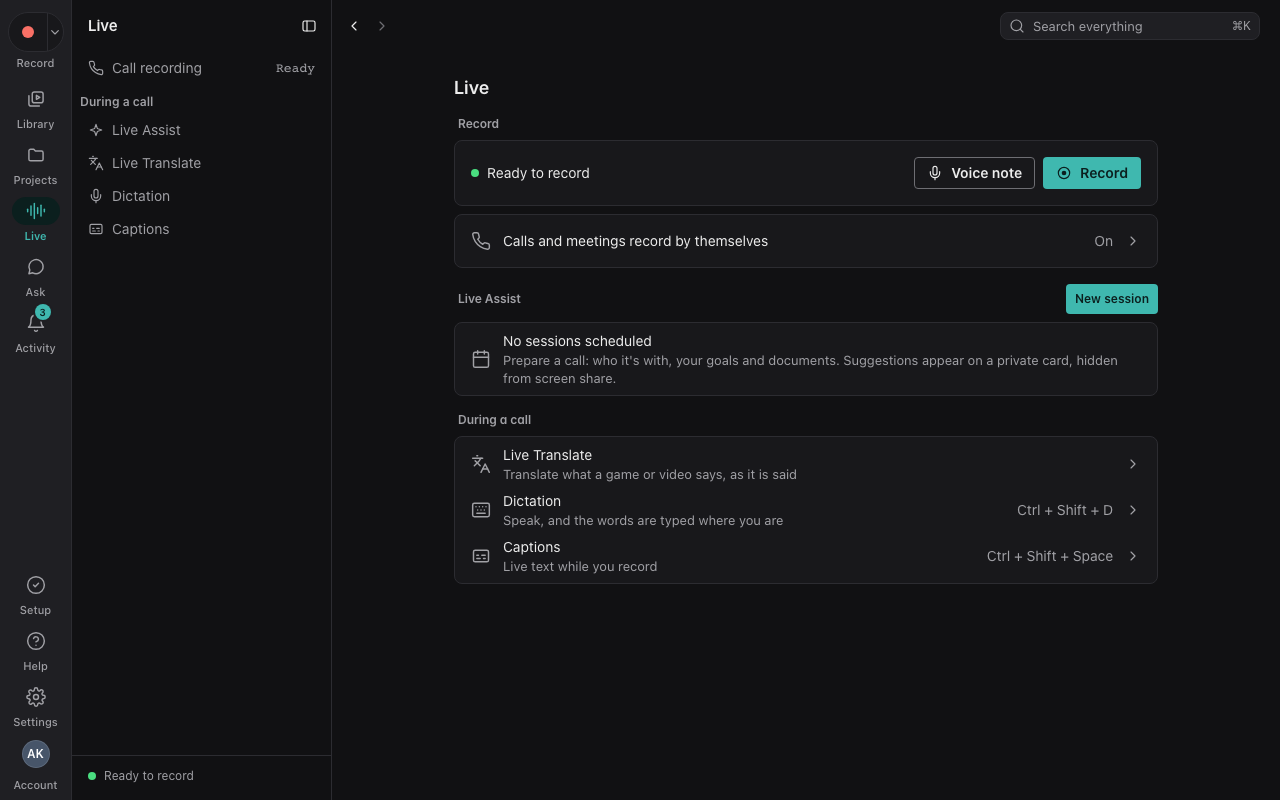 Record
Library
Projects
Live
Ask
3
Activity
Setup
Help
Settings
AK
Account
Live
Call recording
Ready
During a call
Live Assist
Live Translate
Dictation
Captions
Ready to record
Search everything
⌘K
Live
Record
Ready to record
Voice note
Record
Calls and meetings record by themselves
On
Live Assist
New session
No sessions scheduled
Prepare a call: who it's with, your goals and documents. Suggestions appear on a private card, hidden
from screen share.
During a call
Live Translate
Translate what a game or video says, as it is said
Dictation
Speak, and the words are typed where you are
Ctrl + Shift + D
Captions
Live text while you record
Ctrl + Shift + Space